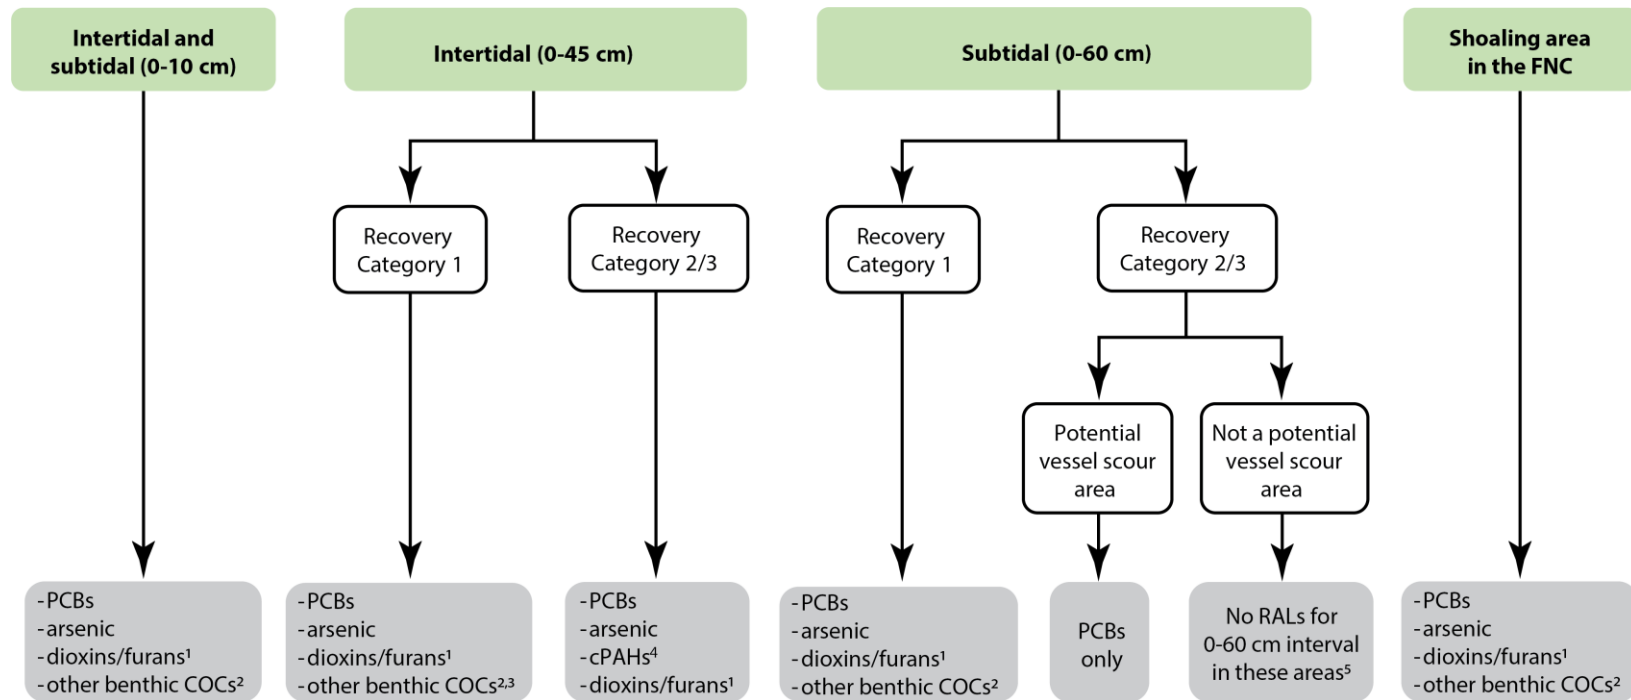 Intertidal and
subtidal (0-10 cm)
Intertidal (0-45 cm)
Subtidal (0-60 cm)
Shoaling area
in the FNC
Recovery
Category 1
Recovery
Category 2/3
Recovery
Category 1
Recovery
Category 2/3
Potential
vessel scour
area
Not a potential
vessel scour
area
-PCBs
-arsenic
-dioxins/furans¹
-other benthic COCs²
-PCBs
-arsenic
-dioxins/furans¹
-other benthic COCs²,³
-PCBs
-arsenic
-cPAHs⁴
-dioxins/furans¹
-PCBs
-arsenic
-dioxins/furans¹
-other benthic COCs²
PCBs
only
No RALs for
0-60 cm interval
in these areas⁵
-PCBs
-arsenic
-dioxins/furans¹
-other benthic COCs²